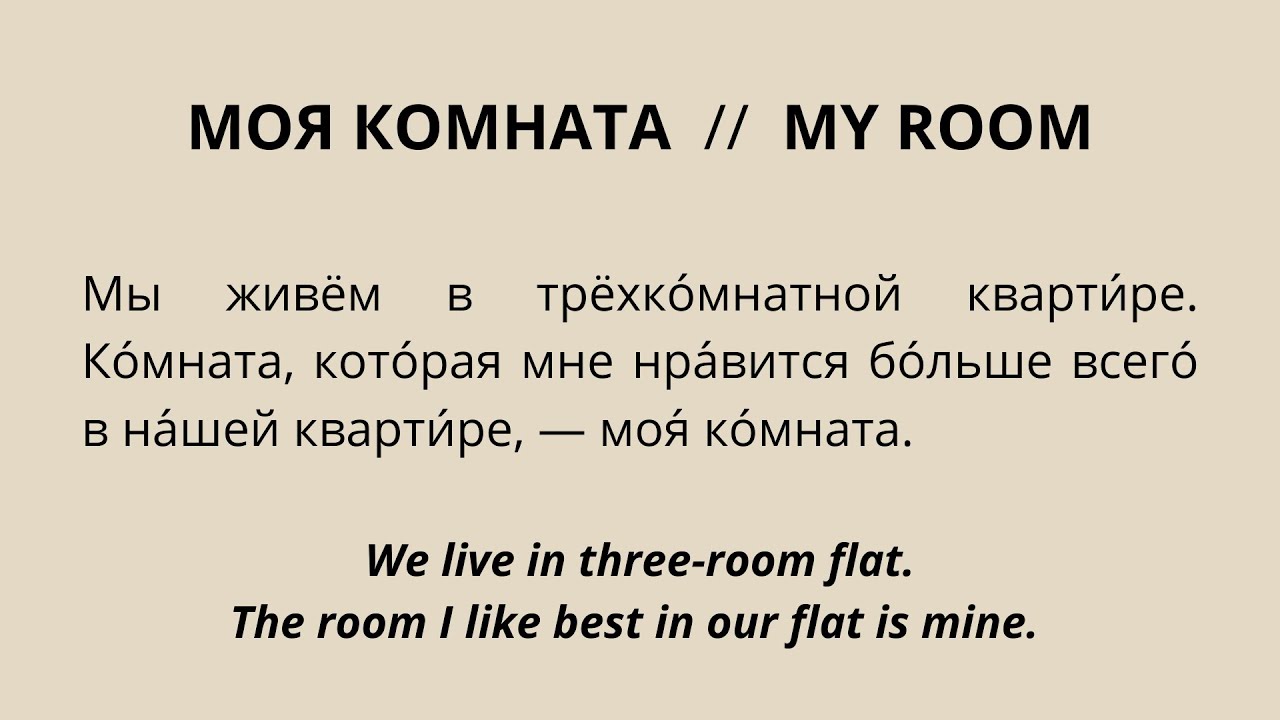 МОЯ КОМНАТА // MY ROOM
Мы живём в трёхко́мнатной кварти́ре.
Ко́мната, кото́рая мне нра́вится бо́льше всего́
в на́шей кварти́ре, — моя́ ко́мната.
We live in three-room flat.
The room I like best in our flat is mine.